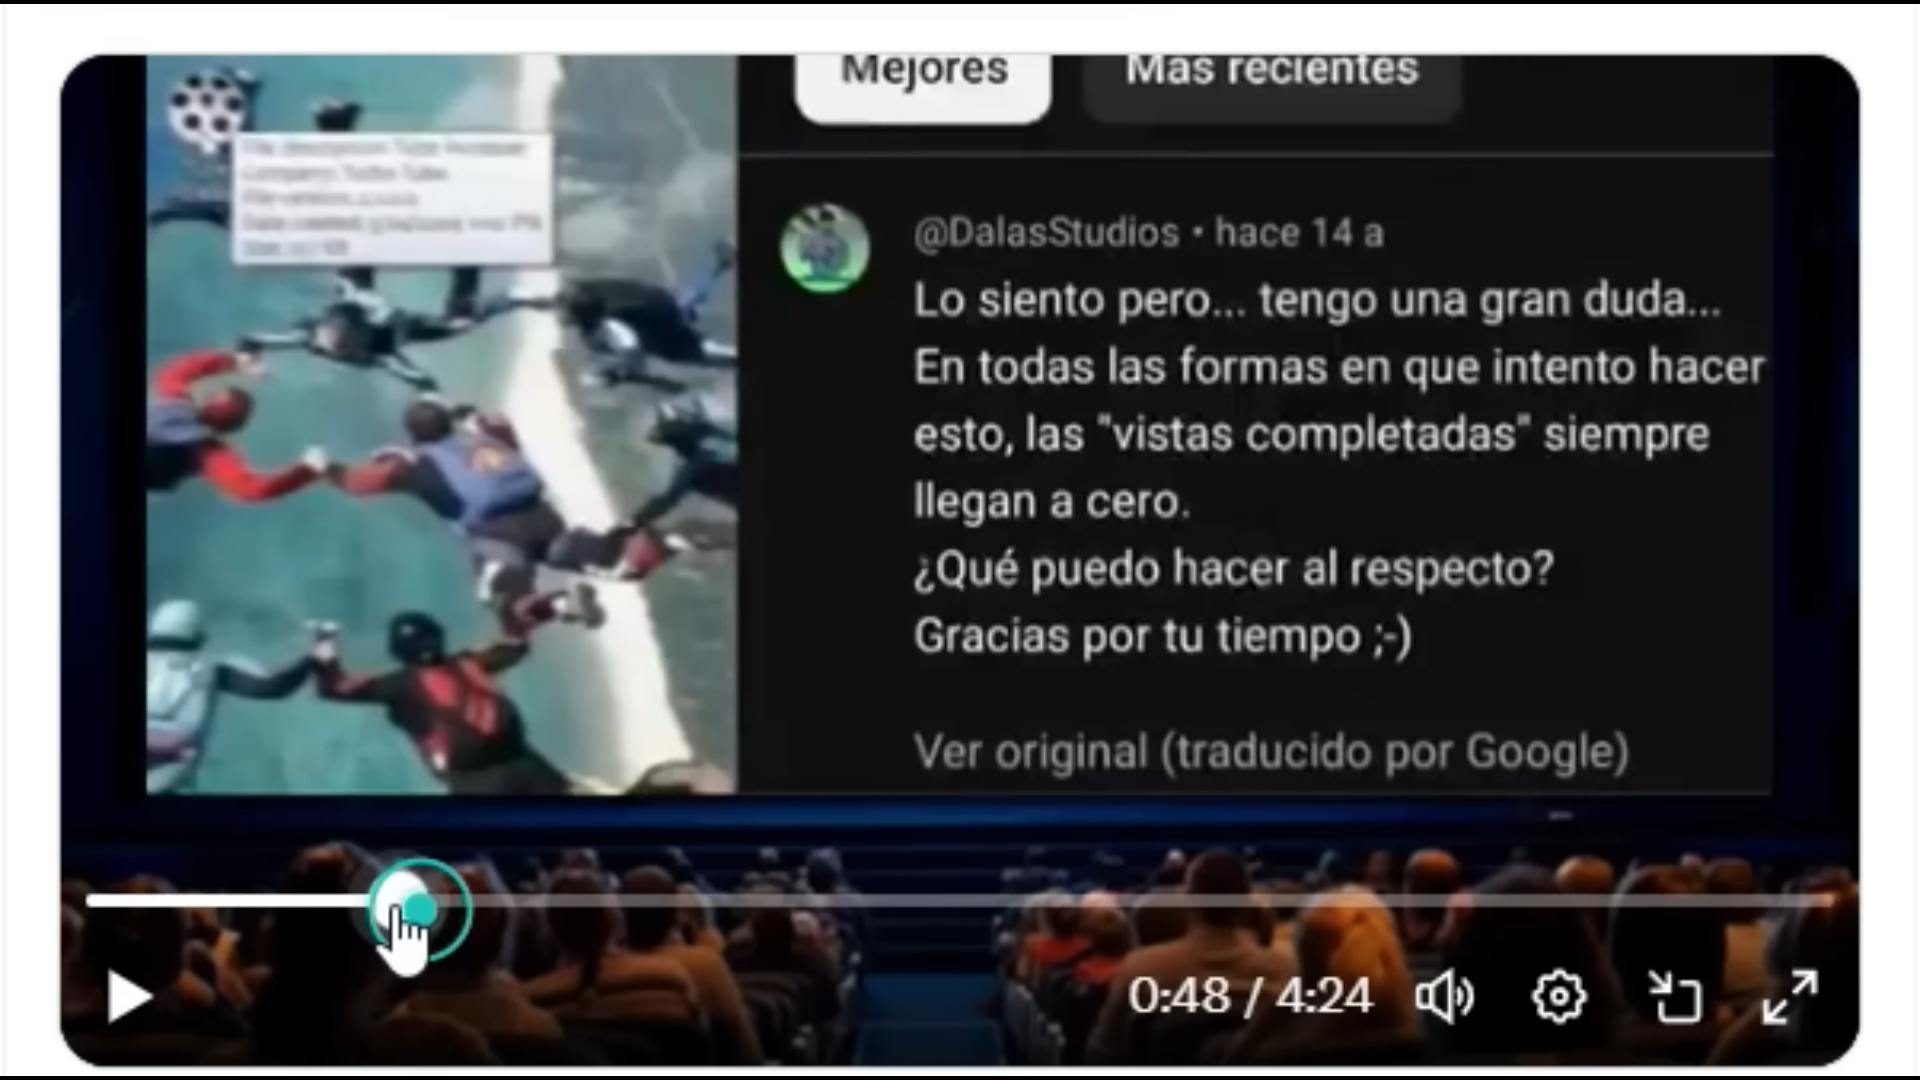 Mejores
Más recientes
@DalasStudios • hace 14 a
Lo siento pero... tengo una gran duda...
En todas las formas en que intento hacer
esto, las "vistas completadas" siempre
llegan a cero.
¿Qué puedo hacer al respecto?
Gracias por tu tiempo ;-)
Ver original (traducido por Google)
0:48 / 4:24